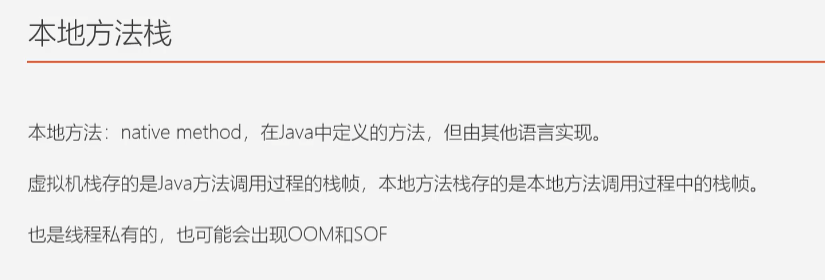 本地方法栈
本地方法：native method，在Java中定义的方法，但由其他语言实现。
虚拟机栈存的是Java方法调用过程的栈帧，本地方法栈存的是本地方法调用过程中的栈帧。
也是线程私有的，也可能会出现OOM和SOF